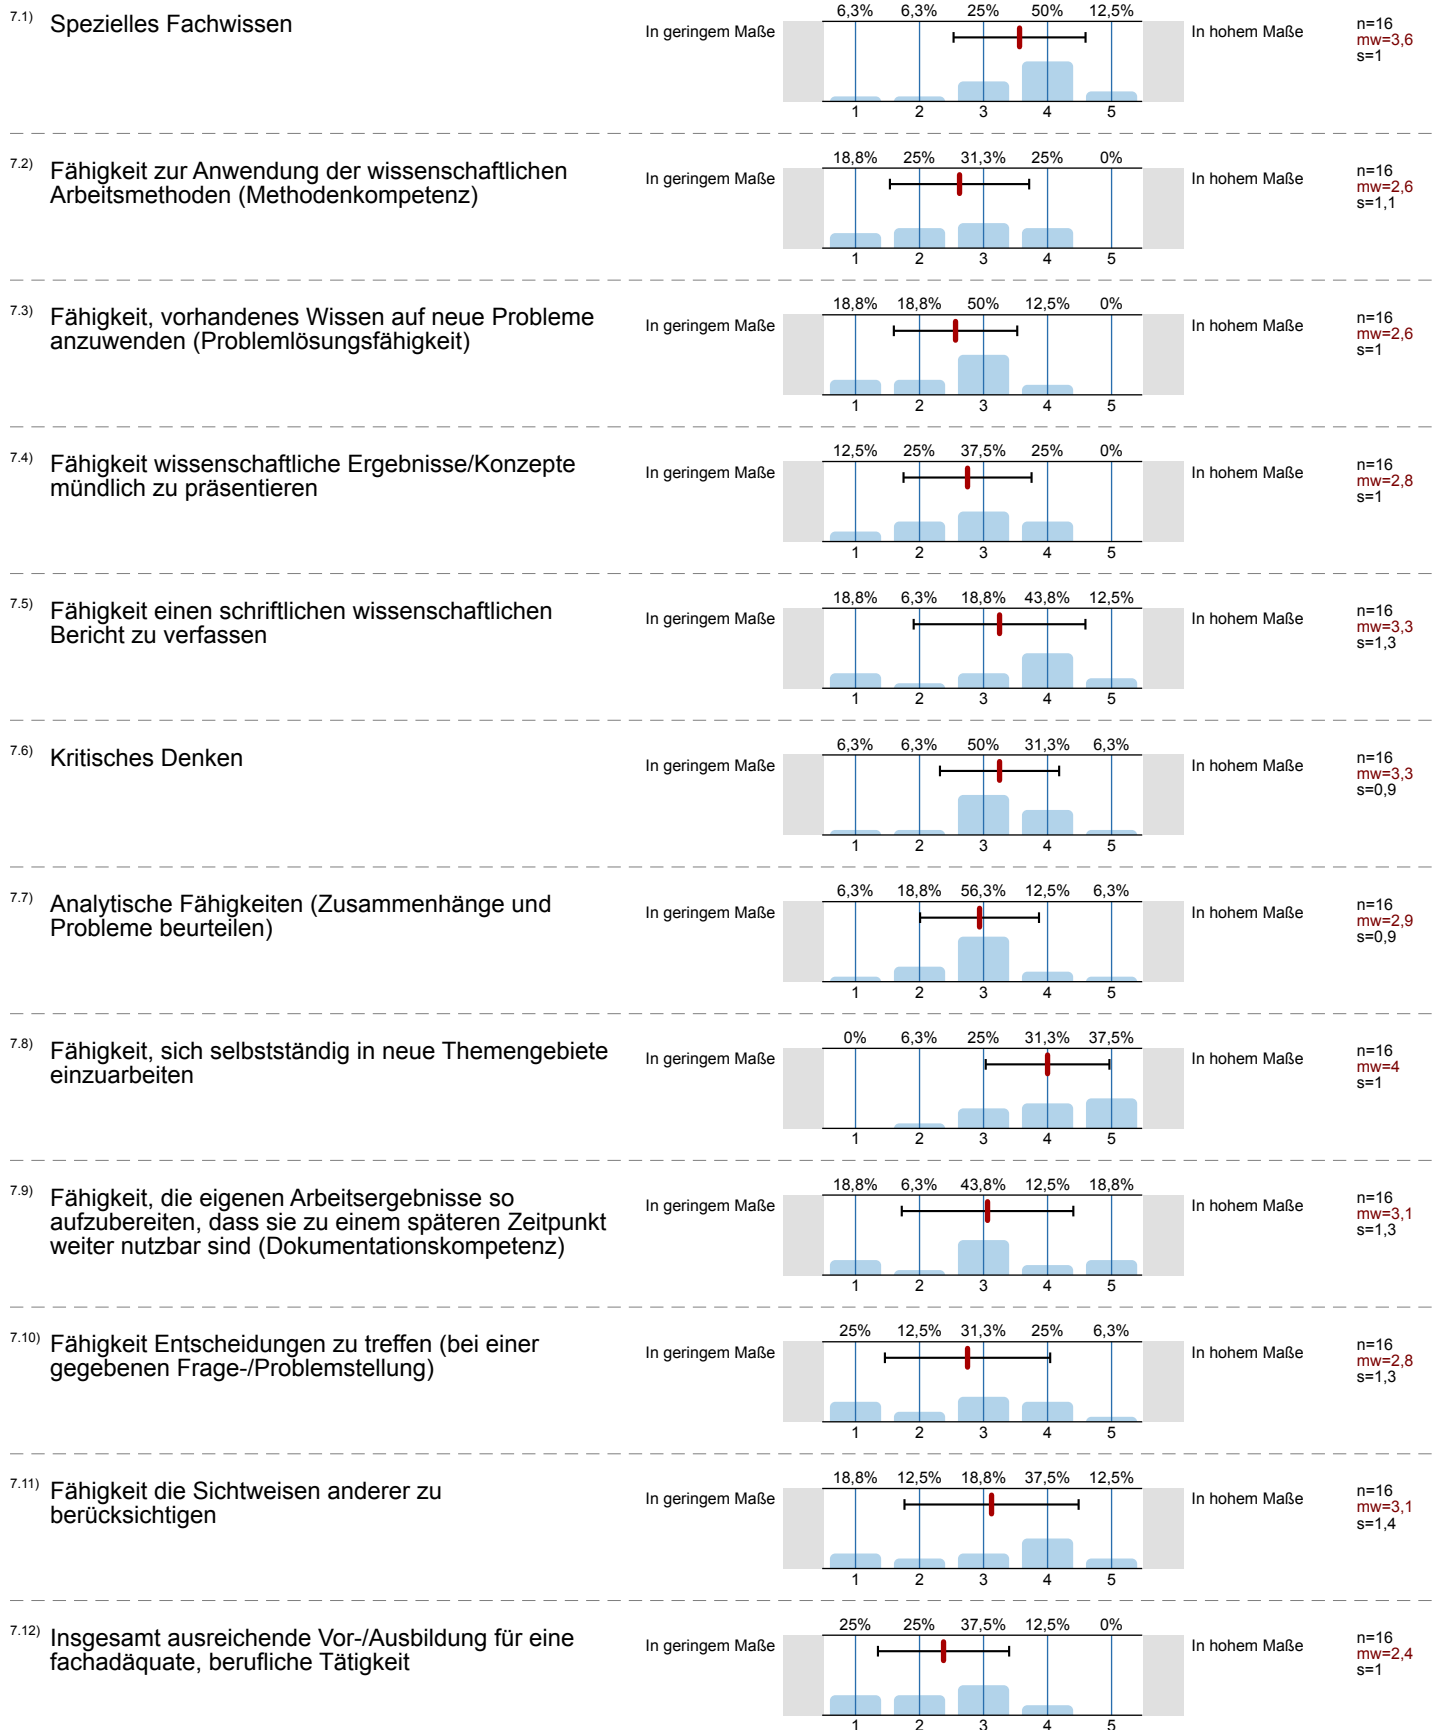 7.1) Spezielles Fachwissen
In geringem Maße
6,3% 6,3% 25% 50% 12,5%
1 2 3 4 5
In hohem Maße
n=16
mw=3,6
s=1
7.2) Fähigkeit zur Anwendung der wissenschaftlichen
Arbeitsmethoden (Methodenkompetenz)
In geringem Maße
18,8% 25% 31,3% 25% 0%
1 2 3 4 5
In hohem Maße
n=16
mw=2,6
s=1,1
7.3) Fähigkeit, vorhandenes Wissen auf neue Probleme
anzuwenden (Problemlösungsfähigkeit)
In geringem Maße
18,8% 18,8% 50% 12,5% 0%
1 2 3 4 5
In hohem Maße
n=16
mw=2,6
s=1
7.4) Fähigkeit wissenschaftliche Ergebnisse/Konzepte
mündlich zu präsentieren
In geringem Maße
12,5% 25% 37,5% 25% 0%
1 2 3 4 5
In hohem Maße
n=16
mw=2,8
s=1
7.5) Fähigkeit einen schriftlichen wissenschaftlichen
Bericht zu verfassen
In geringem Maße
18,8% 6,3% 18,8% 43,8% 12,5%
1 2 3 4 5
In hohem Maße
n=16
mw=3,3
s=1,3
7.6) Kritisches Denken
In geringem Maße
6,3% 6,3% 50% 31,3% 6,3%
1 2 3 4 5
In hohem Maße
n=16
mw=3,3
s=0,9
7.7) Analytische Fähigkeiten (Zusammenhänge und
Probleme beurteilen)
In geringem Maße
6,3% 18,8% 56,3% 12,5% 6,3%
1 2 3 4 5
In hohem Maße
n=16
mw=2,9
s=0,9
7.8) Fähigkeit, sich selbstständig in neue Themengebiete
einzuarbeiten
In geringem Maße
0% 6,3% 25% 31,3% 37,5%
1 2 3 4 5
In hohem Maße
n=16
mw=4
s=1
7.9) Fähigkeit, die eigenen Arbeitsergebnisse so
aufzubereiten, dass sie zu einem späteren Zeitpunkt
weiter nutzbar sind (Dokumentationskompetenz)
In geringem Maße
18,8% 6,3% 43,8% 12,5% 18,8%
1 2 3 4 5
In hohem Maße
n=16
mw=3,1
s=1,3
7.10) Fähigkeit Entscheidungen zu treffen (bei einer
gegebenen Frage-/Problemstellung)
In geringem Maße
25% 12,5% 31,3% 25% 6,3%
1 2 3 4 5
In hohem Maße
n=16
mw=2,8
s=1,3
7.11) Fähigkeit die Sichtweisen anderer zu
berücksichtigen
In geringem Maße
18,8% 12,5% 18,8% 37,5% 12,5%
1 2 3 4 5
In hohem Maße
n=16
mw=3,1
s=1,4
7.12) Insgesamt ausreichende Vor-/Ausbildung für eine
fachadäquate, berufliche Tätigkeit
In geringem Maße
25% 25% 37,5% 12,5% 0%
1 2 3 4 5
In hohem Maße
n=16
mw=2,4
s=1